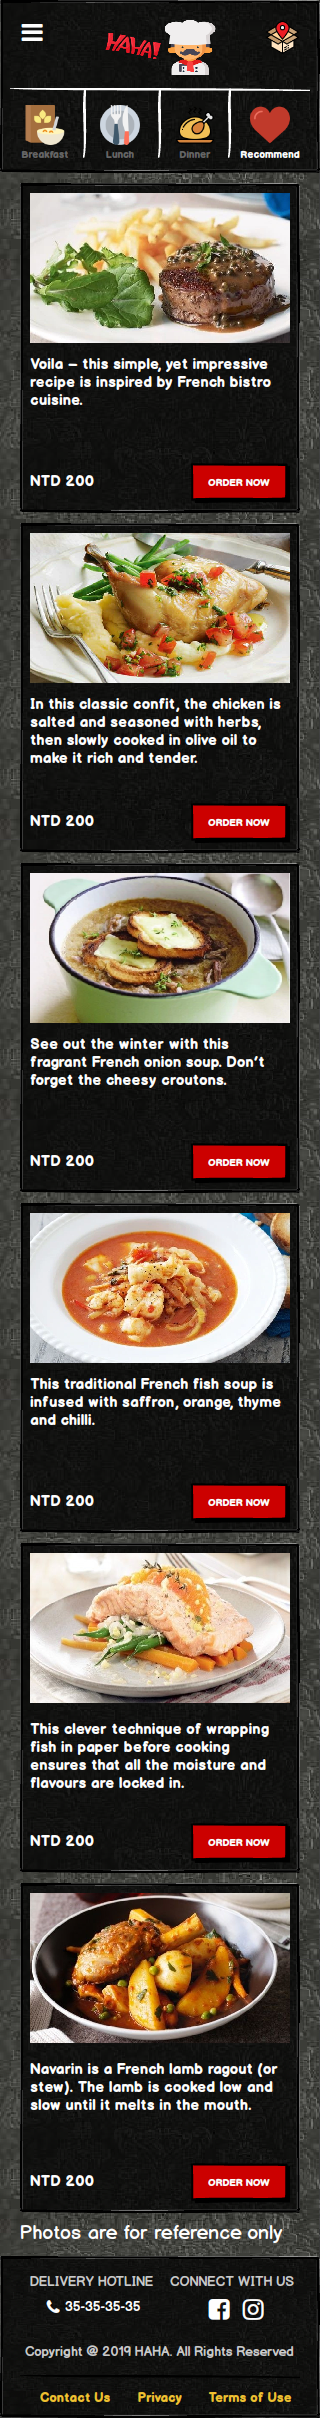 HAHA!
Breakfast
Lunch
Dinner
Recommend
Voila – this simple, yet impressive
recipe is inspired by French bistro
cuisine.
NTD 200
ORDER NOW
In this classic confit, the chicken is
salted and seasoned with herbs,
then slowly cooked in olive oil to
make it rich and tender.
NTD 200
ORDER NOW
See out the winter with this
fragrant French onion soup. Don't
forget the cheesy croutons.
NTD 200
ORDER NOW
This traditional French fish soup is
infused with saffron, orange, thyme
and chilli.
NTD 200
ORDER NOW
This clever technique of wrapping
fish in paper before cooking
ensures that all the moisture and
flavours are locked in.
NTD 200
ORDER NOW
Navarin is a French lamb ragout (or
stew). The lamb is cooked low and
slow until it melts in the mouth.
NTD 200
ORDER NOW
Photos are for reference only
DELIVERY HOTLINE
35-35-35-35
CONNECT WITH US
Copyright @ 2019 HAHA. All Rights Reserved
Contact Us
Privacy
Terms of Use